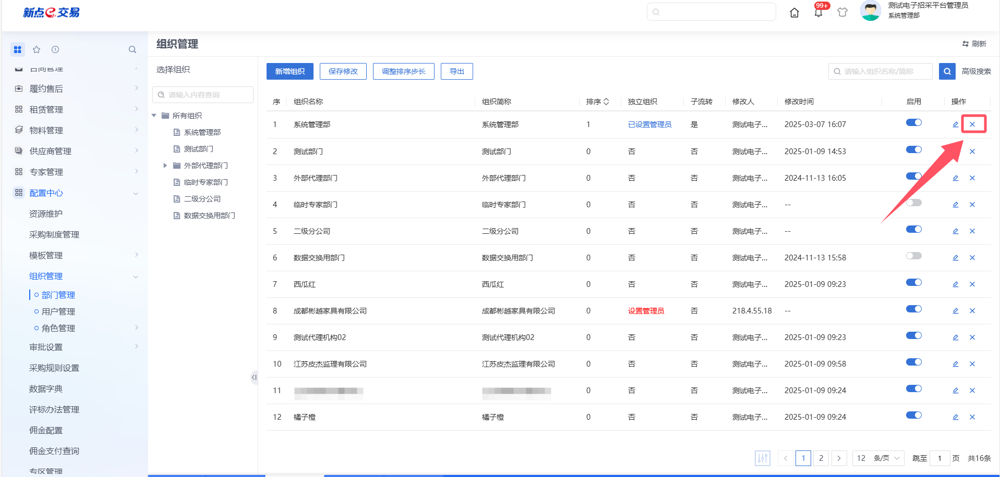 新点e交易
99+
测试电子招采平台管理员
系统管理部
合同管理
履约售后
租赁管理
物料管理
供应商管理
专家管理
配置中心
资源维护
采购制度管理
模板管理
组织管理
部门管理
用户管理
角色管理
审批设置
采购规则设置
数据字典
评标办法管理
佣金配置
佣金支付查询
专区管理
组织管理
刷新
选择组织
请输入内容查询
所有组织
系统管理部
测试部门
外部代理部门
临时专家部门
二级分公司
数据交换用部门
新增组织 保存修改 调整排序步长 导出
请输入组织名称/简称 高级搜索
序 组织名称 组织简称 排序 独立组织 子流转 修改人 修改时间 启用 操作
1 系统管理部 系统管理部 1 已设置管理员 是 测试电子... 2025-03-07 16:07
2 测试部门 测试部门 0 否 否 测试电子... 2025-01-09 14:53
3 外部代理部门 外部代理部门 0 否 否 测试电子... 2024-11-13 16:05
4 临时专家部门 临时专家部门 0 否 否 测试电子... --
5 二级分公司 二级分公司 0 否 否 测试电子... --
6 数据交换用部门 数据交换用部门 0 否 否 测试电子... 2024-11-13 15:58
7 西瓜红 西瓜红 0 否 否 测试电子... 2025-01-09 09:23
8 成都彬越家具有限公司 成都彬越家具有限公司 0 设置管理员 否 218.4.55.18 --
9 测试代理机构02 测试代理机构02 0 否 否 测试电子... 2025-01-09 09:23
10 江苏皮杰监理有限公司 江苏皮杰监理有限公司 0 否 否 测试电子... 2025-01-09 09:58
11 0 否 否 测试电子... 2025-01-09 09:24
12 橘子橙 橘子橙 0 否 否 测试电子... 2025-01-09 09:24
1 2 12 条/页 跳至 1 页 共16条